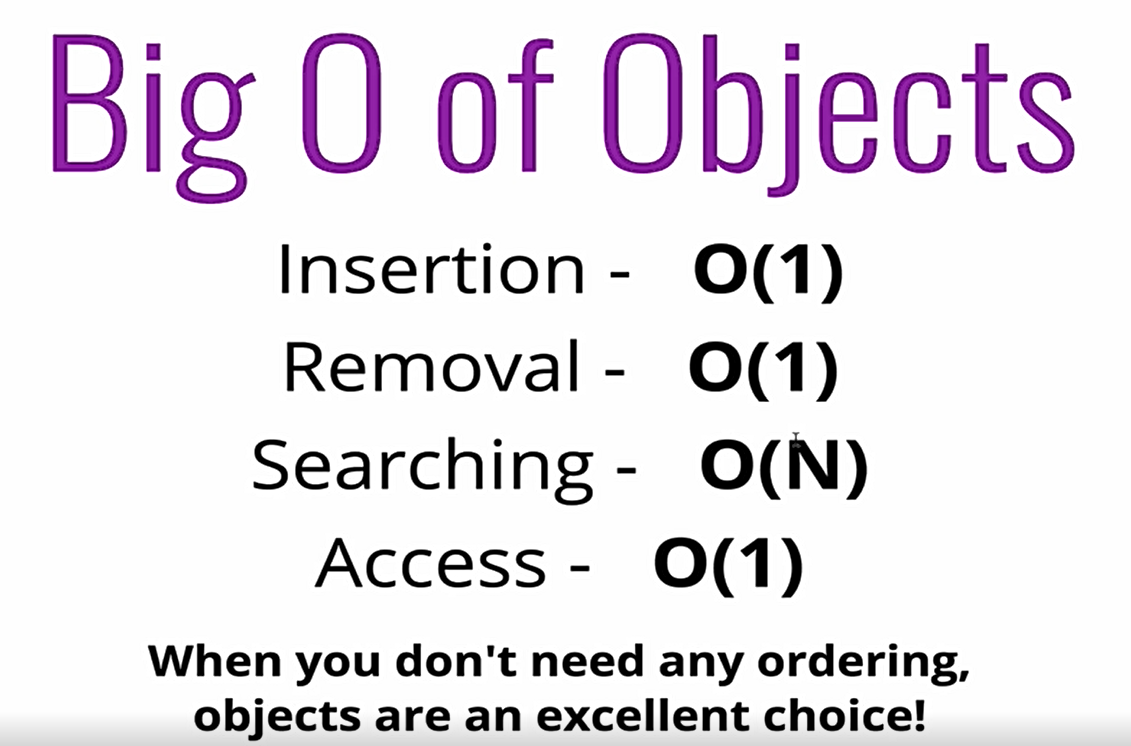 Big O of Objects
Insertion - O(1)
Removal - O(1)
Searching - O(N)
Access - O(1)
When you don't need any ordering,
objects are an excellent choice!